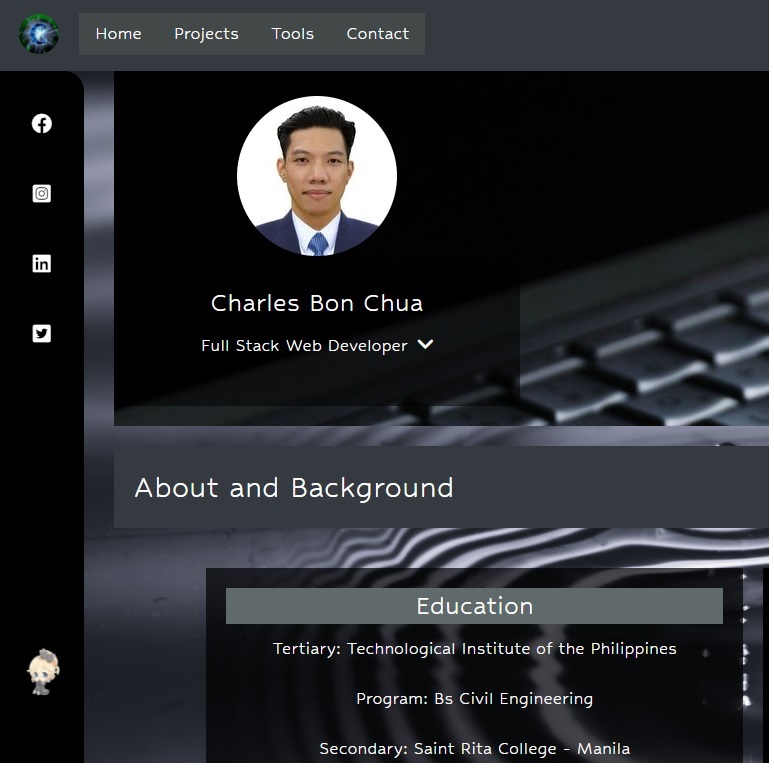 Home Projects Tools Contact
Charles Bon Chua
Full Stack Web Developer
About and Background
Education
Tertiary: Technological Institute of the Philippines
Program: Bs Civil Engineering
Secondary: Saint Rita College - Manila